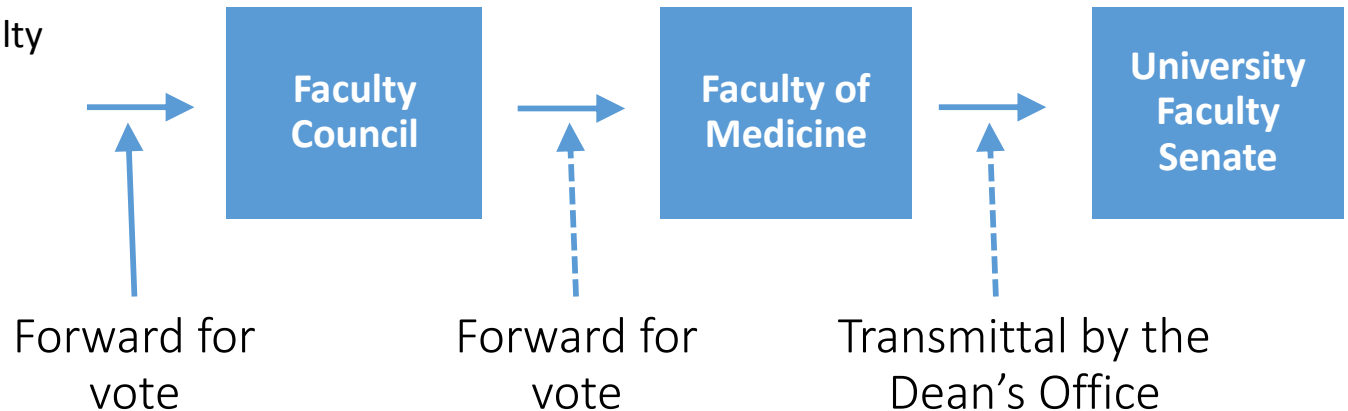 lty
Faculty
Council
Faculty of
Medicine
University
Faculty
Senate
Forward for
vote
Forward for
vote
Transmittal by the
Dean’s Office